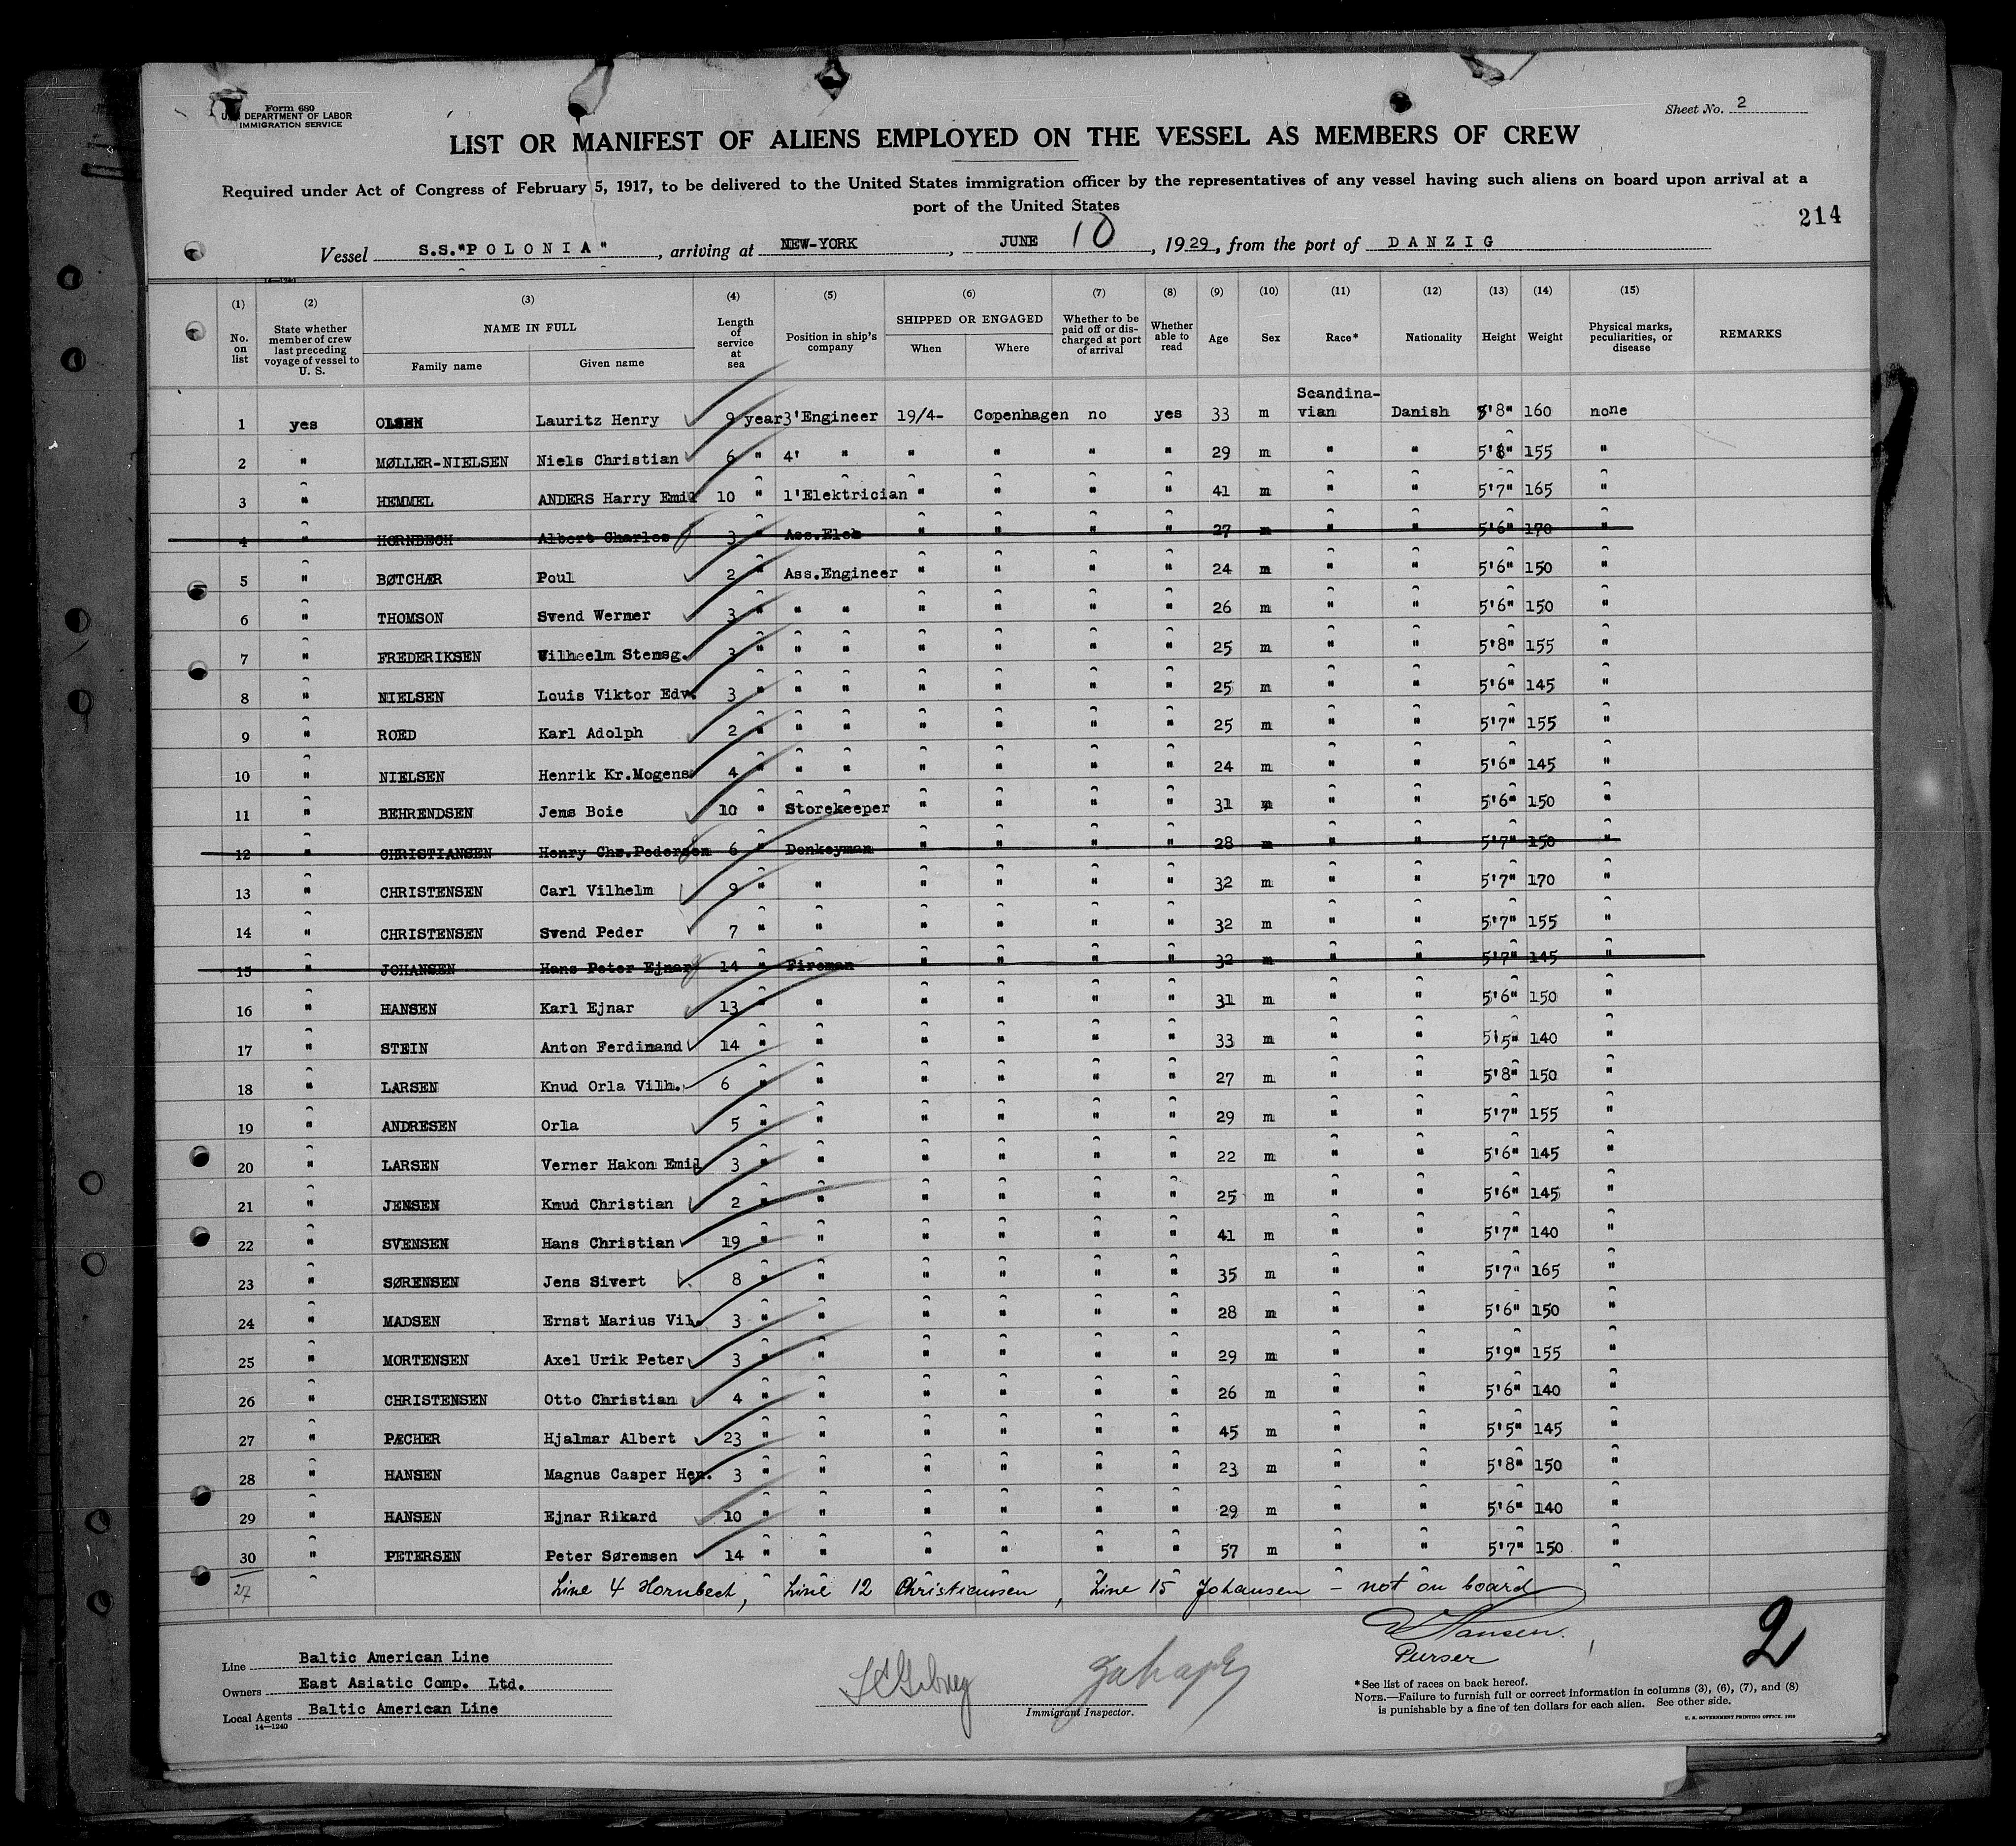 Form 680
U.S. DEPARTMENT OF LABOR
IMMIGRATION SERVICE
Sheet No. 2
LIST OR MANIFEST OF ALIENS EMPLOYED ON THE VESSEL AS MEMBERS OF CREW
Required under Act of Congress of February 5, 1917, to be delivered to the United States immigration officer by the representatives of any vessel having such aliens on board upon arrival at a
port of the United States
214
Vessel S.S."POLONIA", arriving at NEW-YORK, JUNE 10, 1929, from the port of DANZIG
14—1240
(1) (2) (3) (4) (5) (6) (7) (8) (9) (10) (11) (12) (13) (14) (15)
No. on list | State whether member of crew last preceding voyage of vessel to U. S. | NAME IN FULL | Family name | Given name | Length of service at sea | Position in ship's company | SHIPPED OR ENGAGED | When | Where | Whether to be paid off or discharged at port of arrival | Whether able to read | Age | Sex | Race* | Nationality | Height | Weight | Physical marks, peculiarities, or disease | REMARKS
1 yes OLSEN Lauritz Henry 9 year 3'Engineer 19/4- Copenhagen no yes 33 m Scandina-vian Danish 5'8" 160 none
2 " MØLLER-NIELSEN Niels Christian 6 " 4' " " " " " 29 m " " 5'8" 155 "
3 " HEMMEL ANDERS Harry Emil 10 " 1'Elektrician " " " " 41 m " " 5'7" 165 "
4 " HORNBECH Albert Charles 3 " Ass.Elek " " " " 27 m " " 5'6" 170 "
5 " BØTCHÆR Poul 2 " Ass.Engineer " " " " 24 m " " 5'6" 150 "
6 " THOMSON Svend Werner 3 " " " " " " " 26 m " " 5'6" 150 "
7 " FREDERIKSEN Vilheelm Stensg. 3 " " " " " " " 25 m " " 5'8" 155 "
8 " NIELSEN Louis Viktor Edv. 3 " " " " " " " 25 m " " 5'6" 145 "
9 " ROED Karl Adolph 2 " " " " " " " 25 m " " 5'7" 155 "
10 " NIELSEN Henrik Kr.Mogens 4 " " " " " " " 24 m " " 5'6" 145 "
11 " BEHRENDSEN Jens Boie 10 " Storekeeper " " " " 31 m " " 5'6" 150 "
12 " CHRISTIANSEN Henry Chr.Pedersen 6 " Donkeyman " " " " 28 m " " 5'7" 150 "
13 " CHRISTENSEN Carl Vilhelm 9 " " " " " " 32 m " " 5'7" 170 "
14 " CHRISTENSEN Svend Peder 7 " " " " " " 32 m " " 5'7" 155 "
15 " JOHANSEN Hans Peter Ejnar 14 " Fireman " " " " 32 m " " 5'7" 145 "
16 " HANSEN Karl Ejnar 13 " " " " " " 31 m " " 5'6" 150 "
17 " STEIN Anton Ferdinand 14 " " " " " " 33 m " " 5'5" 140 "
18 " LARSEN Knud Orla Vilh. 6 " " " " " " 27 m " " 5'8" 150 "
19 " ANDRESEN Orla 5 " " " " " " 29 m " " 5'7" 155 "
20 " LARSEN Verner Hakon Emil 3 " " " " " " 22 m " " 5'6" 145 "
21 " JENSEN Knud Christian 2 " " " " " " 25 m " " 5'6" 145 "
22 " SVENSEN Hans Christian 19 " " " " " " 41 m " " 5'7" 140 "
23 " SØRENSEN Jens Sivert 8 " " " " " " 35 m " " 5'7" 165 "
24 " MADSEN Ernst Marius Vil. 3 " " " " " " 28 m " " 5'6" 150 "
25 " MORTENSEN Axel Urik Peter 3 " " " " " " 29 m " " 5'9" 155 "
26 " CHRISTENSEN Otto Christian 4 " " " " " " 26 m " " 5'6" 140 "
27 " PÆCHER Hjalmar Albert 23 " " " " " " 45 m " " 5'5" 145 "
28 " HANSEN Magnus Casper Hen. 3 " " " " " " 23 m " " 5'8" 150 "
29 " HANSEN Ejnar Rikard 10 " " " " " " 29 m " " 5'6" 140 "
30 " PETERSEN Peter Sørensen 14 " " " " " " 57 m " " 5'7" 150 "
27 Line 4 Hornbech, Line 12 Christiansen, Line 15 Johansen - not on board
Hansen.
Purser
2
Line Baltic American Line
Owners East Asiatic Comp. Ltd.
Local Agents Baltic American Line
14—1240
Immigrant Inspector.
*See list of races on back hereof.
NOTE.—Failure to furnish full or correct information in columns (3), (6), (7), and (8)
is punishable by a fine of ten dollars for each alien. See other side.
U. S. GOVERNMENT PRINTING OFFICE. 1928